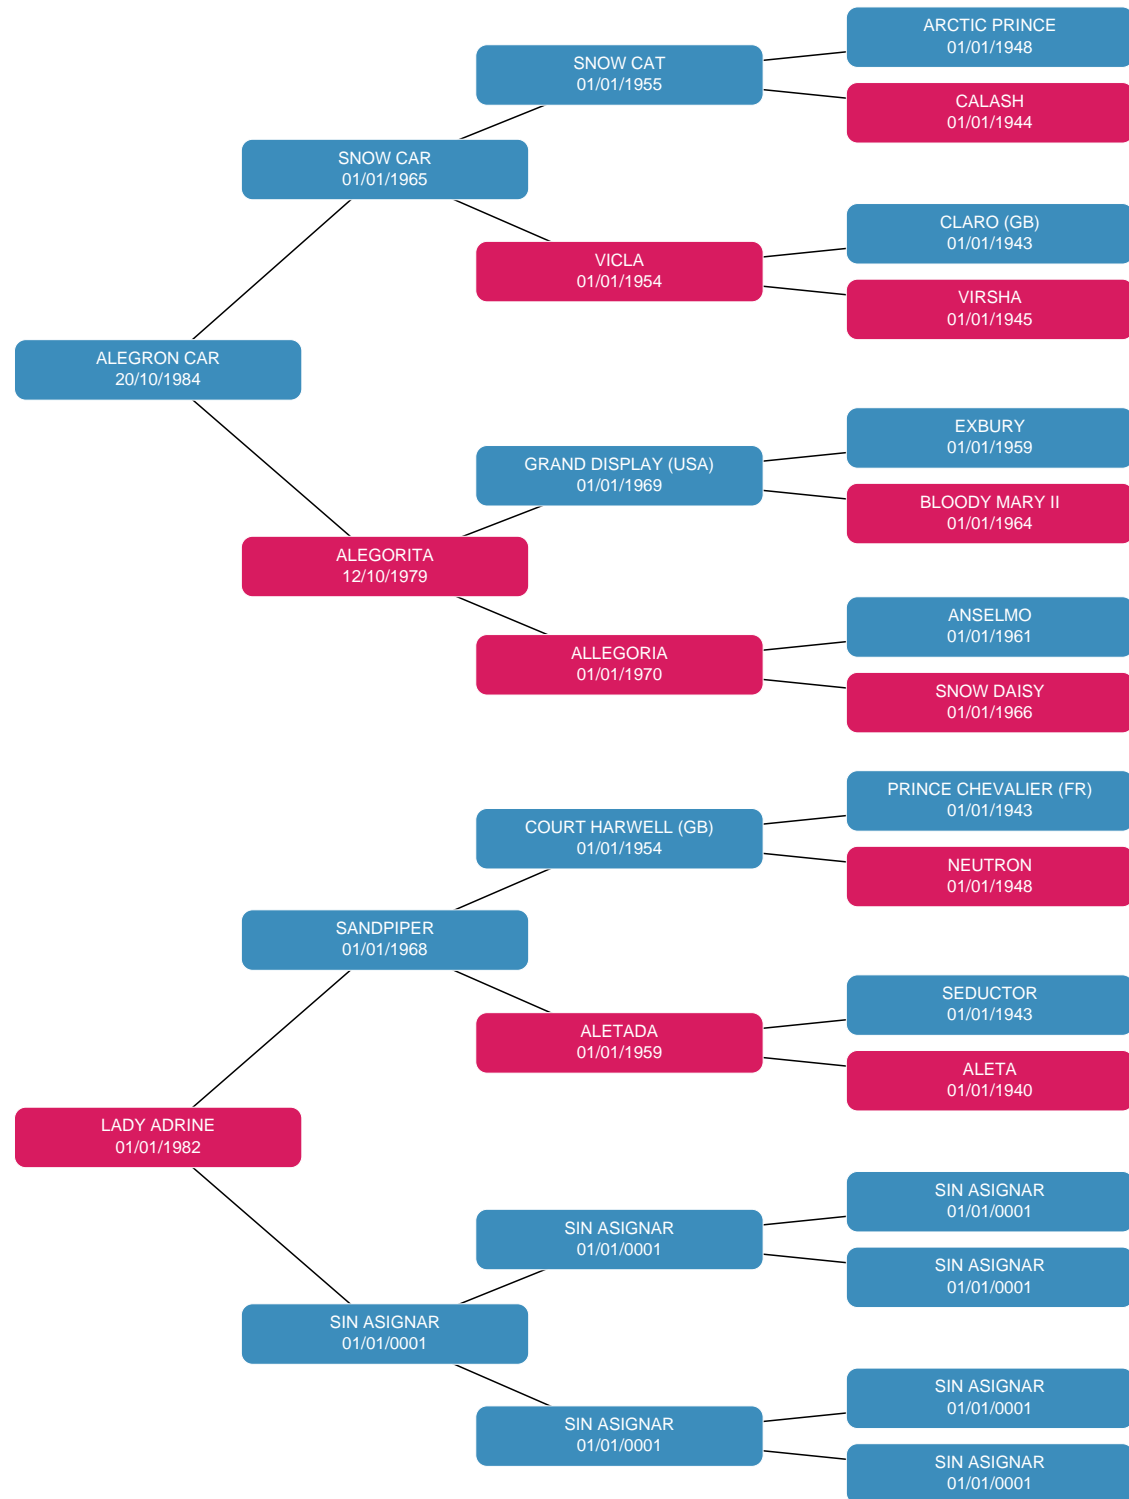 ARCTIC PRINCE
01/01/1948
SNOW CAT
01/01/1955
CALASH
01/01/1944
SNOW CAR
01/01/1965
CLARO (GB)
01/01/1943
VICLA
01/01/1954
VIRSHA
01/01/1945
ALEGRON CAR
20/10/1984
EXBURY
01/01/1959
GRAND DISPLAY (USA)
01/01/1969
BLOODY MARY II
01/01/1964
ALEGORITA
12/10/1979
ANSELMO
01/01/1961
ALLEGORIA
01/01/1970
SNOW DAISY
01/01/1966
PRINCE CHEVALIER (FR)
01/01/1943
COURT HARWELL (GB)
01/01/1954
NEUTRON
01/01/1948
SANDPIPER
01/01/1968
SEDUCTOR
01/01/1943
ALETADA
01/01/1959
ALETA
01/01/1940
LADY ADRINE
01/01/1982
SIN ASIGNAR
01/01/0001
SIN ASIGNAR
01/01/0001
SIN ASIGNAR
01/01/0001
SIN ASIGNAR
01/01/0001
SIN ASIGNAR
01/01/0001
SIN ASIGNAR
01/01/0001
SIN ASIGNAR
01/01/0001